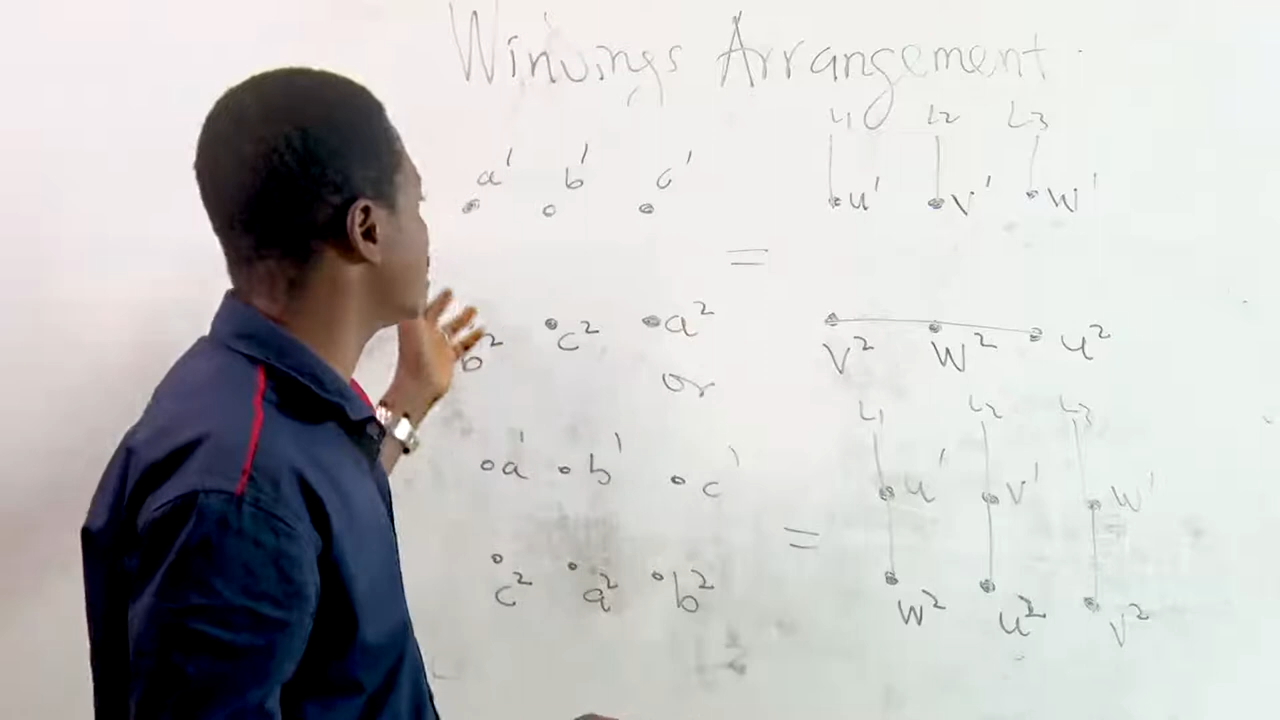 Winvings Arrangement
L1 L2 L3
a' b' c'
u' v' w'
=
b² c² a²
V² W² u²
or
L1 L2 L3
a' b' c'
u' v' w'
=
c² a² b²
w² u² v²